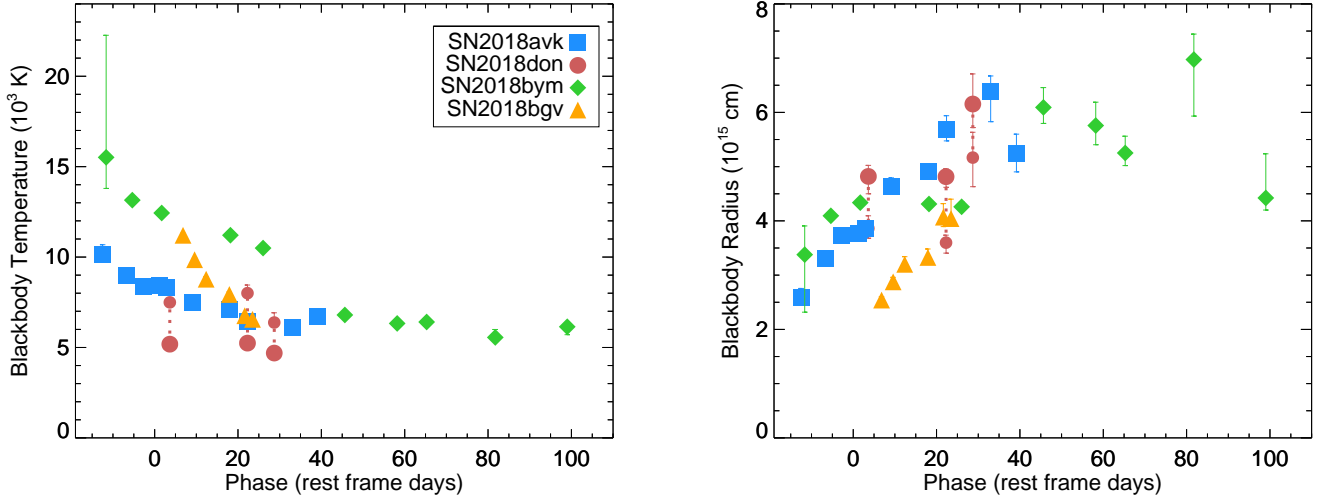 Blackbody Temperature (10³ K)
20
15
10
5
0
SN2018avk
SN2018don
SN2018bym
SN2018bgv
0 20 40 60 80 100
Phase (rest frame days)
Blackbody Radius (10¹⁵ cm)
8
6
4
2
0
0 20 40 60 80 100
Phase (rest frame days)